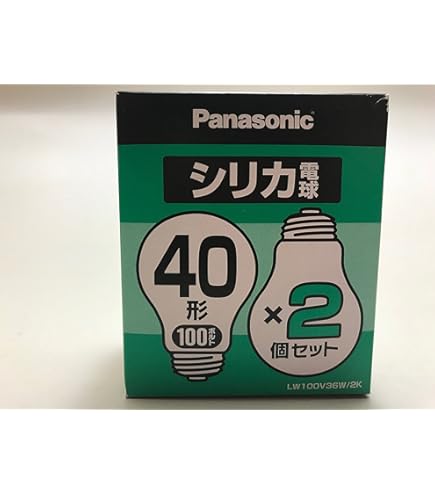 Panasonic
シリカ電球
40
形
100ボルト
×2
個セット
LW100V36W/2K